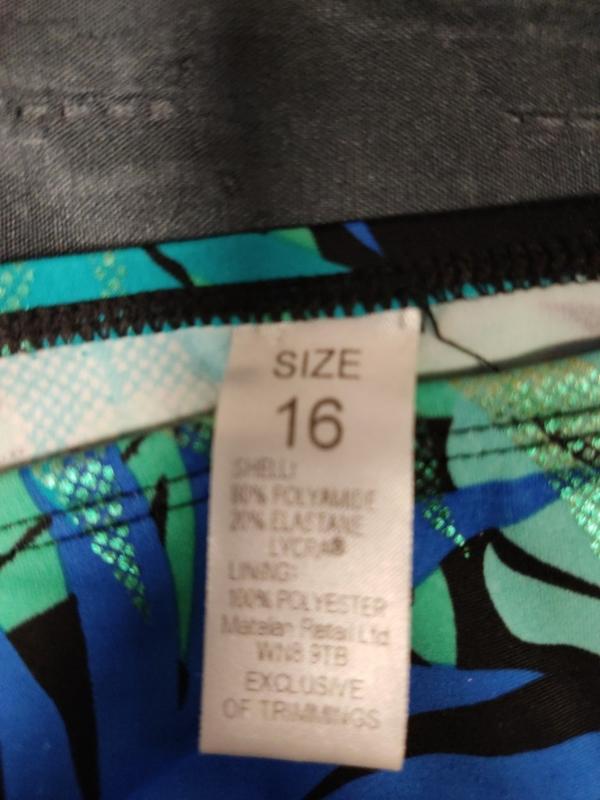 SIZE
16
SHELL:
80% POLYAMIDE
20% ELASTANE
LYCRA®
LINING:
100% POLYESTER
Matalan Retail Ltd
WN8 9TB
EXCLUSIVE
OF TRIMMINGS